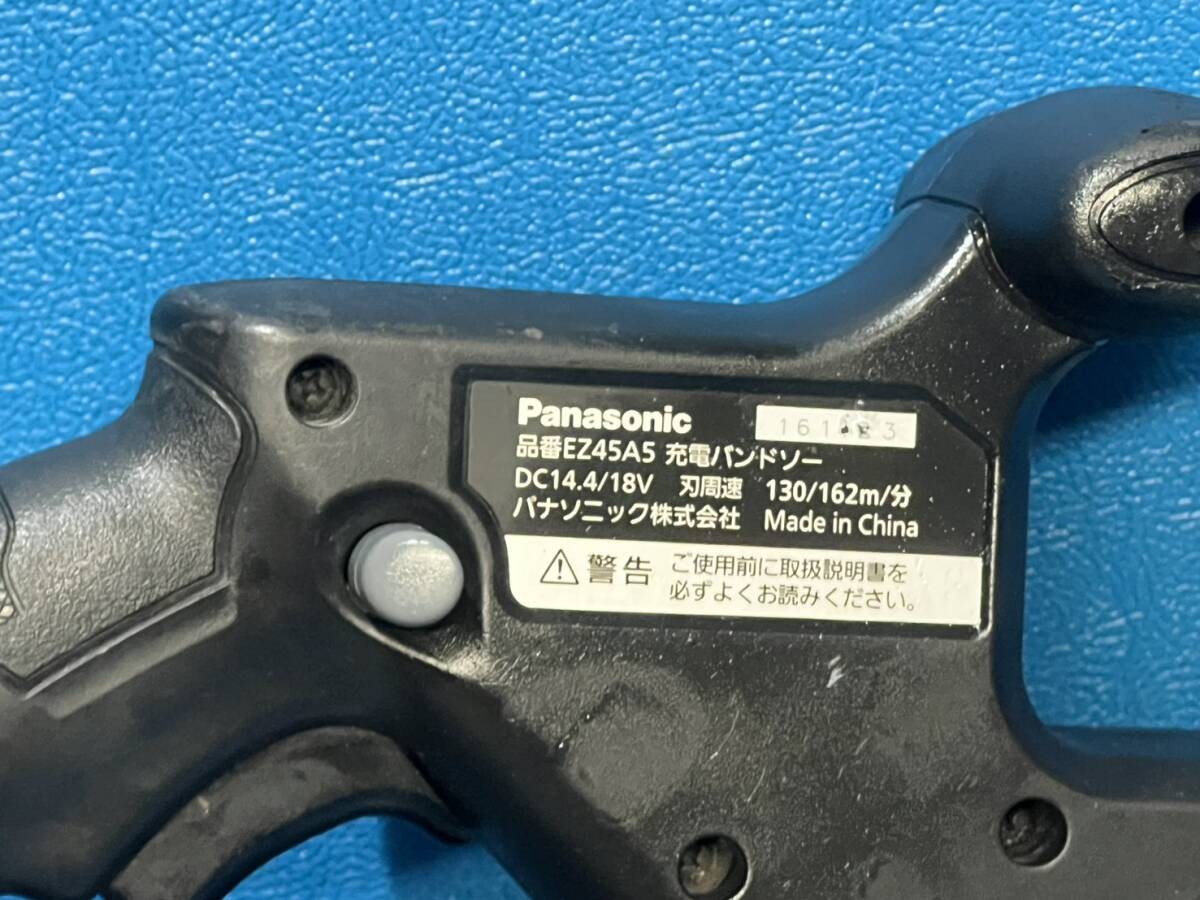 Panasonic
品番EZ45A5 充電バンドソー
DC14.4/18V 刃周速 130/162m/分
パナソニック株式会社 Made in China
警告 ご使用前に取扱説明書を
必ずよくお読みください。